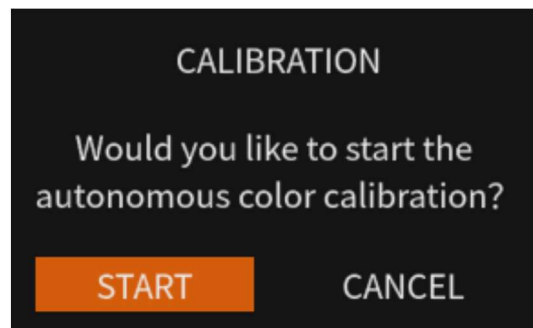 CALIBRATION
Would you like to start the
autonomous color calibration?
START CANCEL